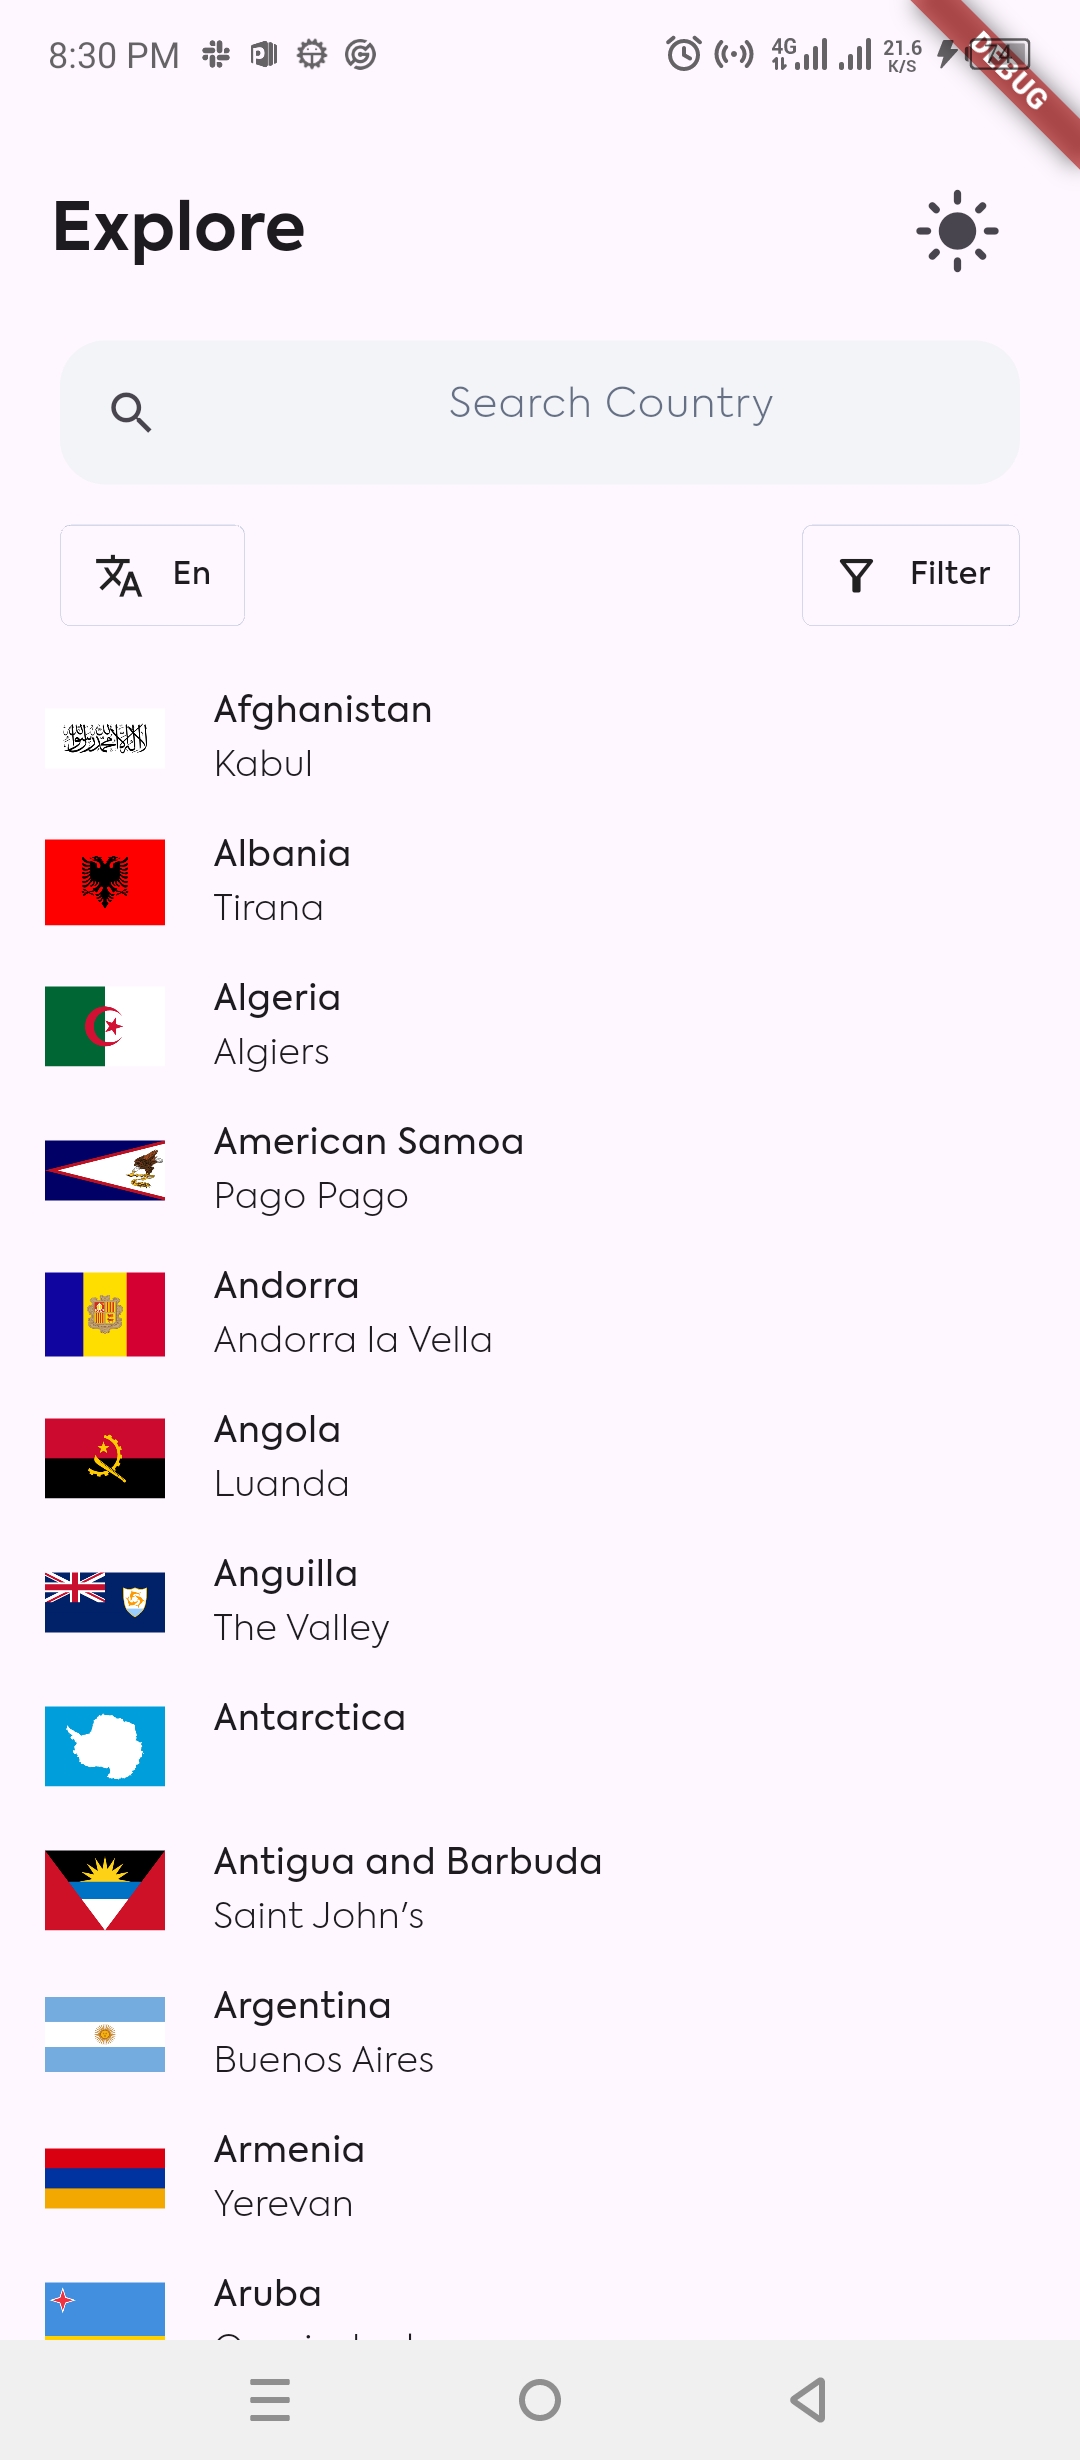 8:30 PM
4G
21.6
K/S
DEBUG
Explore
Search Country
En
Filter
Afghanistan
Kabul
Albania
Tirana
Algeria
Algiers
American Samoa
Pago Pago
Andorra
Andorra la Vella
Angola
Luanda
Anguilla
The Valley
Antarctica
Antigua and Barbuda
Saint John's
Argentina
Buenos Aires
Armenia
Yerevan
Aruba